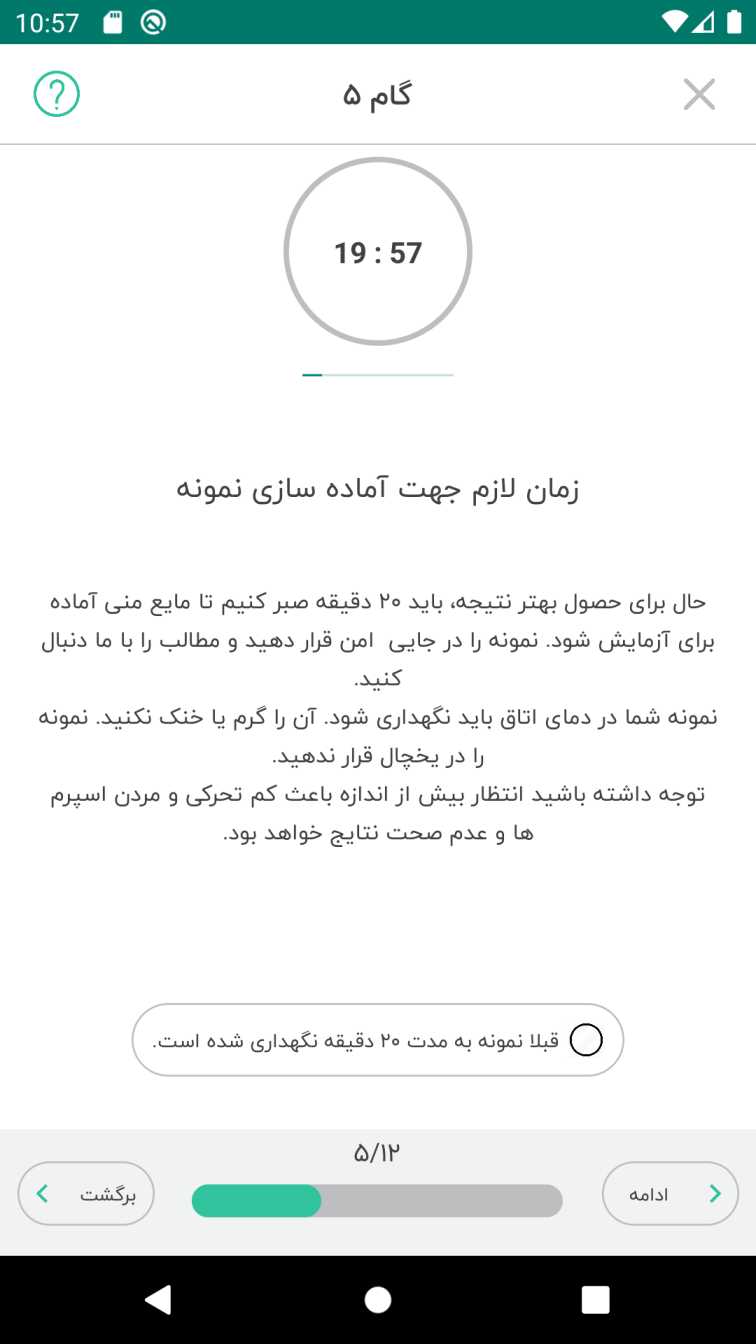 10:57
گام ۵
19 : 57
زمان لازم جهت آماده سازی نمونه
حال برای حصول بهتر نتیجه، باید ۲۰ دقیقه صبر کنیم تا مایع منی آماده
برای آزمایش شود. نمونه را در جایی  امن قرار دهید و مطالب را با ما دنبال
کنید.
نمونه شما در دمای اتاق باید نگهداری شود. آن را گرم یا خنک نکنید. نمونه
را در یخچال قرار ندهید.
توجه داشته باشید انتظار بیش از اندازه باعث کم تحرکی و مردن اسپرم
ها و عدم صحت نتایج خواهد بود.
قبلا نمونه به مدت ۲۰ دقیقه نگهداری شده است.
۵/۱۲
ادامه
برگشت